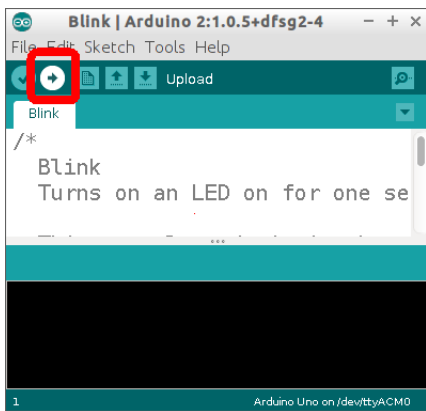 Blink | Arduino 2:1.0.5+dfsg2-4
File Edit Sketch Tools Help
Upload
Blink
/*
Blink
Turns on an LED on for one se
1
Arduino Uno on /dev/ttyACM0